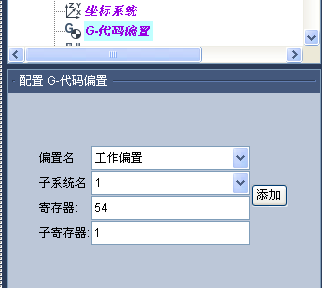 坐标系统
G-代码偏置
配置 G-代码偏置
偏置名 工作偏置
子系统名 1
添加
寄存器: 54
子寄存器: 1